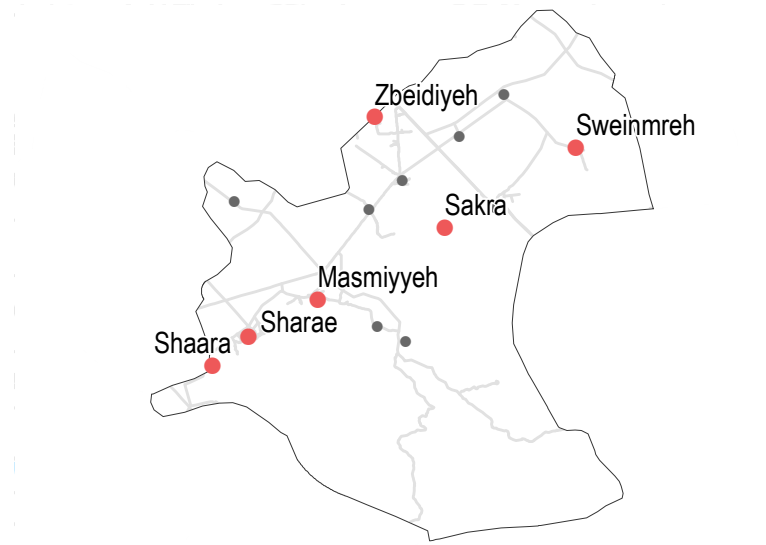 Zbeidiyeh
Sweinmreh
Sakra
Masmiyyeh
Sharae
Shaara